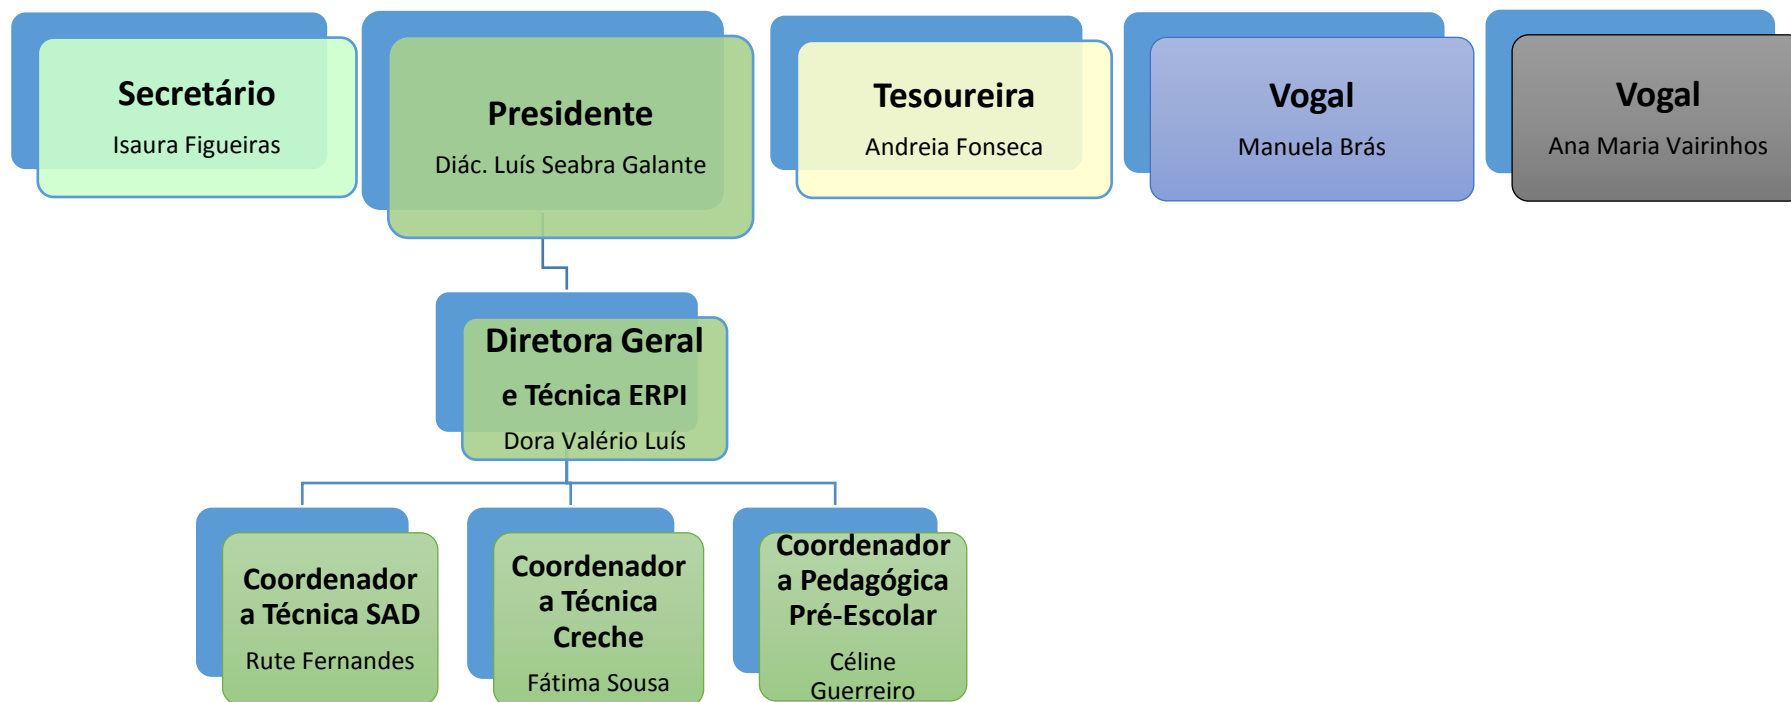 Secretário
Isaura Figueiras
Presidente
Diác. Luís Seabra Galante
Tesoureira
Andreia Fonseca
Vogal
Manuela Brás
Vogal
Ana Maria Vairinhos
Diretora Geral
e Técnica ERPI
Dora Valério Luís
Coordenador
a Técnica SAD
Rute Fernandes
Coordenador
a Técnica
Creche
Fátima Sousa
Coordenador
a Pedagógica
Pré-Escolar
Céline
Guerreiro